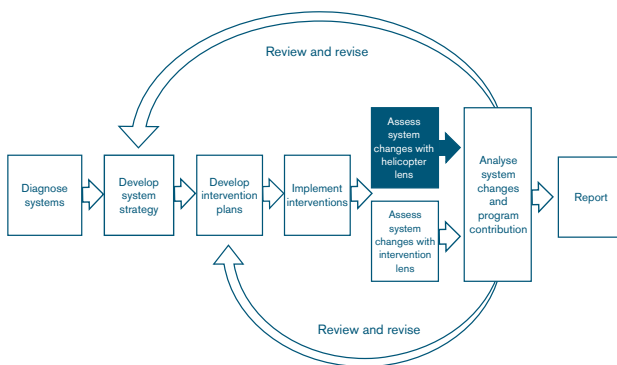 Review and revise
Diagnose
systems
Develop
system
strategy
Develop
intervention
plans
Implement
interventions
Assess
system
changes with
helicopter
lens
Assess
system
changes with
intervention
lens
Analyse
system
changes
and
program
contribution
Report
Review and revise